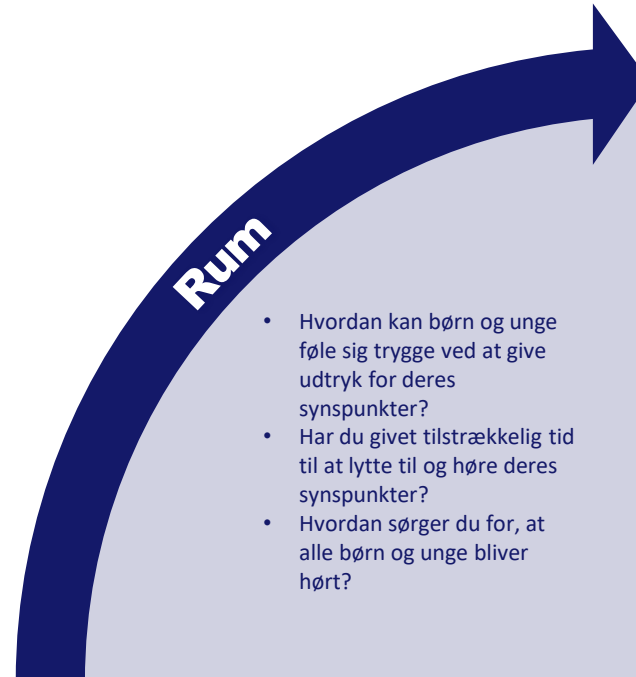 Rum
• Hvordan kan børn og unge
føle sig trygge ved at give
udtryk for deres
synspunkter?
• Har du givet tilstrækkelig tid
til at lytte til og høre deres
synspunkter?
• Hvordan sørger du for, at
alle børn og unge bliver
hørt?